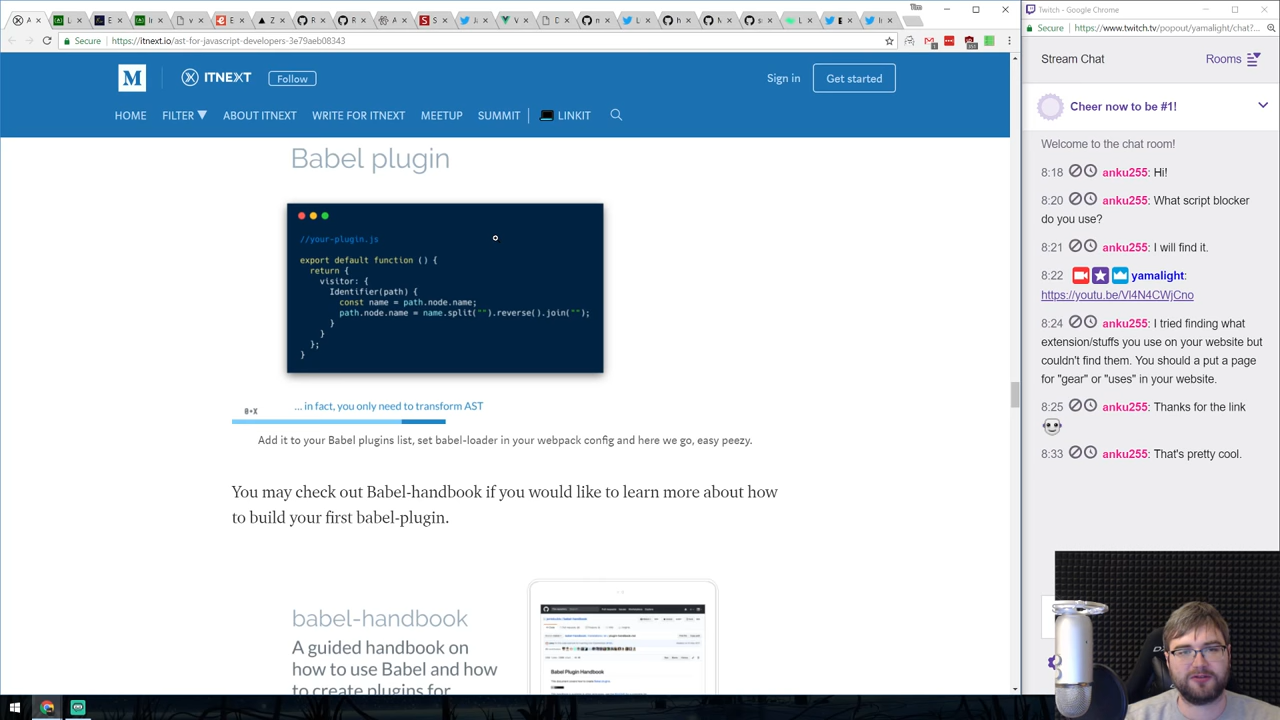 Tim
Secure
https://itnext.io/ast-for-javascript-developers-3e79aeb08343
M
ITNEXT
Follow
Sign in
Get started
HOME
FILTER ▼
ABOUT ITNEXT
WRITE FOR ITNEXT
MEETUP
SUMMIT
LINKIT
Babel plugin
//your-plugin.js
export default function () {
return {
visitor: {
Identifier(path) {
const name = path.node.name;
path.node.name = name.split("").reverse().join("");
}
}
};
}
... in fact, you only need to transform AST
Add it to your Babel plugins list, set babel-loader in your webpack config and here we go, easy peezy.
You may check out Babel-handbook if you would like to learn more about how
to build your first babel-plugin.
babel-handbook
A guided handbook on
how to use Babel and how
to create plugins for
Babel Plugin Handbook
Twitch - Google Chrome
Secure
https://www.twitch.tv/popout/yamalight/chat?...
Stream Chat
Rooms
Cheer now to be #1!
Welcome to the chat room!
8:18 anku255: Hi!
8:20 anku255: What script blocker
do you use?
8:21 anku255: I will find it.
8:22 yamalight:
https://youtu.be/Vl4N4CWjCno
8:24 anku255: I tried finding what
extension/stuffs you use on your website but
couldn't find them. You should a put a page
for "gear" or "uses" in your website.
8:25 anku255: Thanks for the link
8:33 anku255: That's pretty cool.